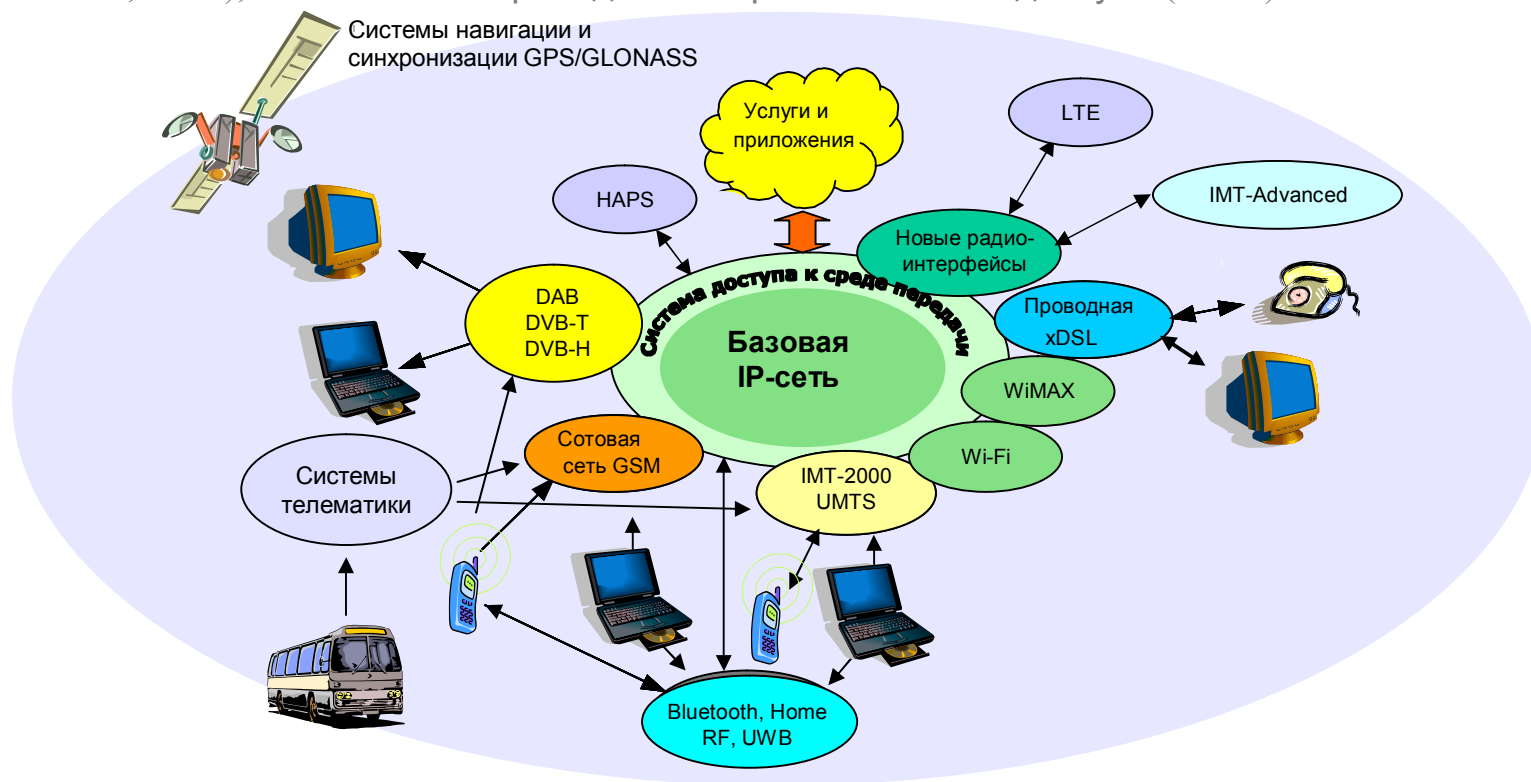 Системы навигации и
синхронизации GPS/GLONASS
Услуги и
приложения
LTE
HAPS
IMT-Advanced
Новые радио-
интерфейсы
Система доступа к среде передачи
DAB
DVB-T
DVB-H
Проводная
xDSL
Базовая
IP-сеть
WiMAX
Сотовая
сеть GSM
Wi-Fi
Системы
телематики
IMT-2000
UMTS
Bluetooth, Home
RF, UWB